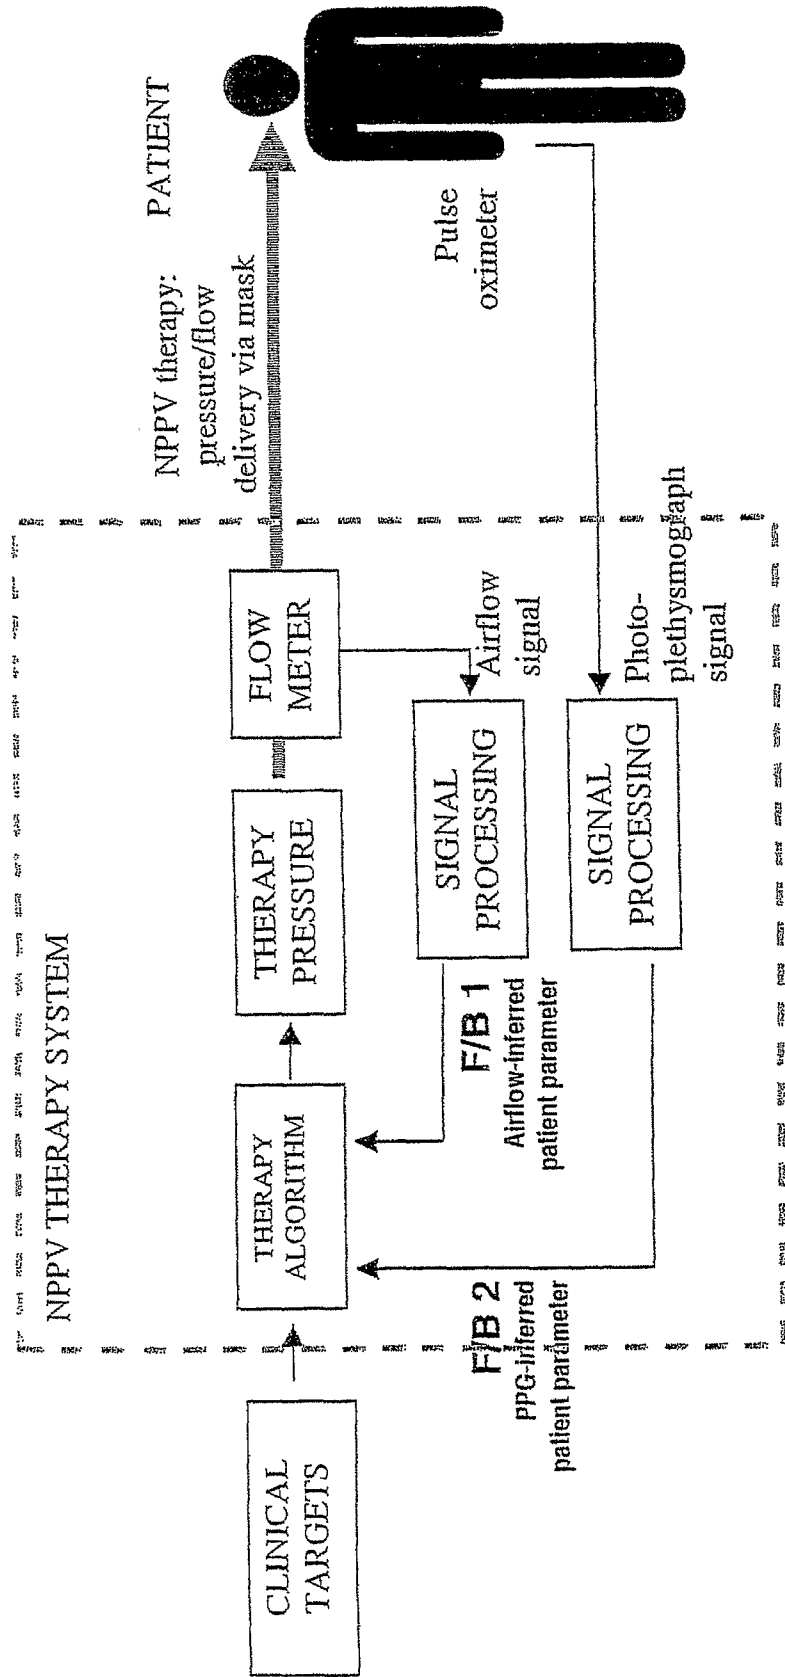 NPPV THERAPY SYSTEM
CLINICAL
TARGETS
THERAPY
ALGORITHM
THERAPY
PRESSURE
FLOW
METER
NPPV therapy:
pressure/flow
delivery via mask
PATIENT
SIGNAL
PROCESSING
Airflow
signal
F/B 1
Airflow-inferred
patient parameter
SIGNAL
PROCESSING
Photo-
plethysmograph
signal
Pulse
oximeter
F/B 2
PPG-inferred
patient parameter